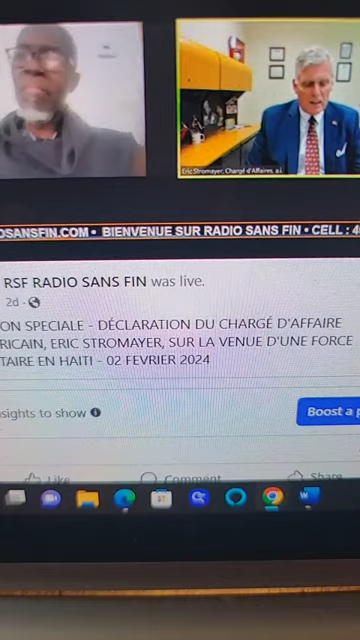 Eric Stromayer, Chargé d'Affaires, a.i.
OSANSFIN.COM • BIENVENUE SUR RADIO SANS FIN • CELL : 4
RSF RADIO SANS FIN was live.
2d ·
ON SPECIALE - DÉCLARATION DU CHARGÉ D'AFFAIRE
RICAIN, ERIC STROMAYER, SUR LA VENUE D'UNE FORCE
TAIRE EN HAITI - 02 FEVRIER 2024
sights to show
Boost a p
Like Comment Share